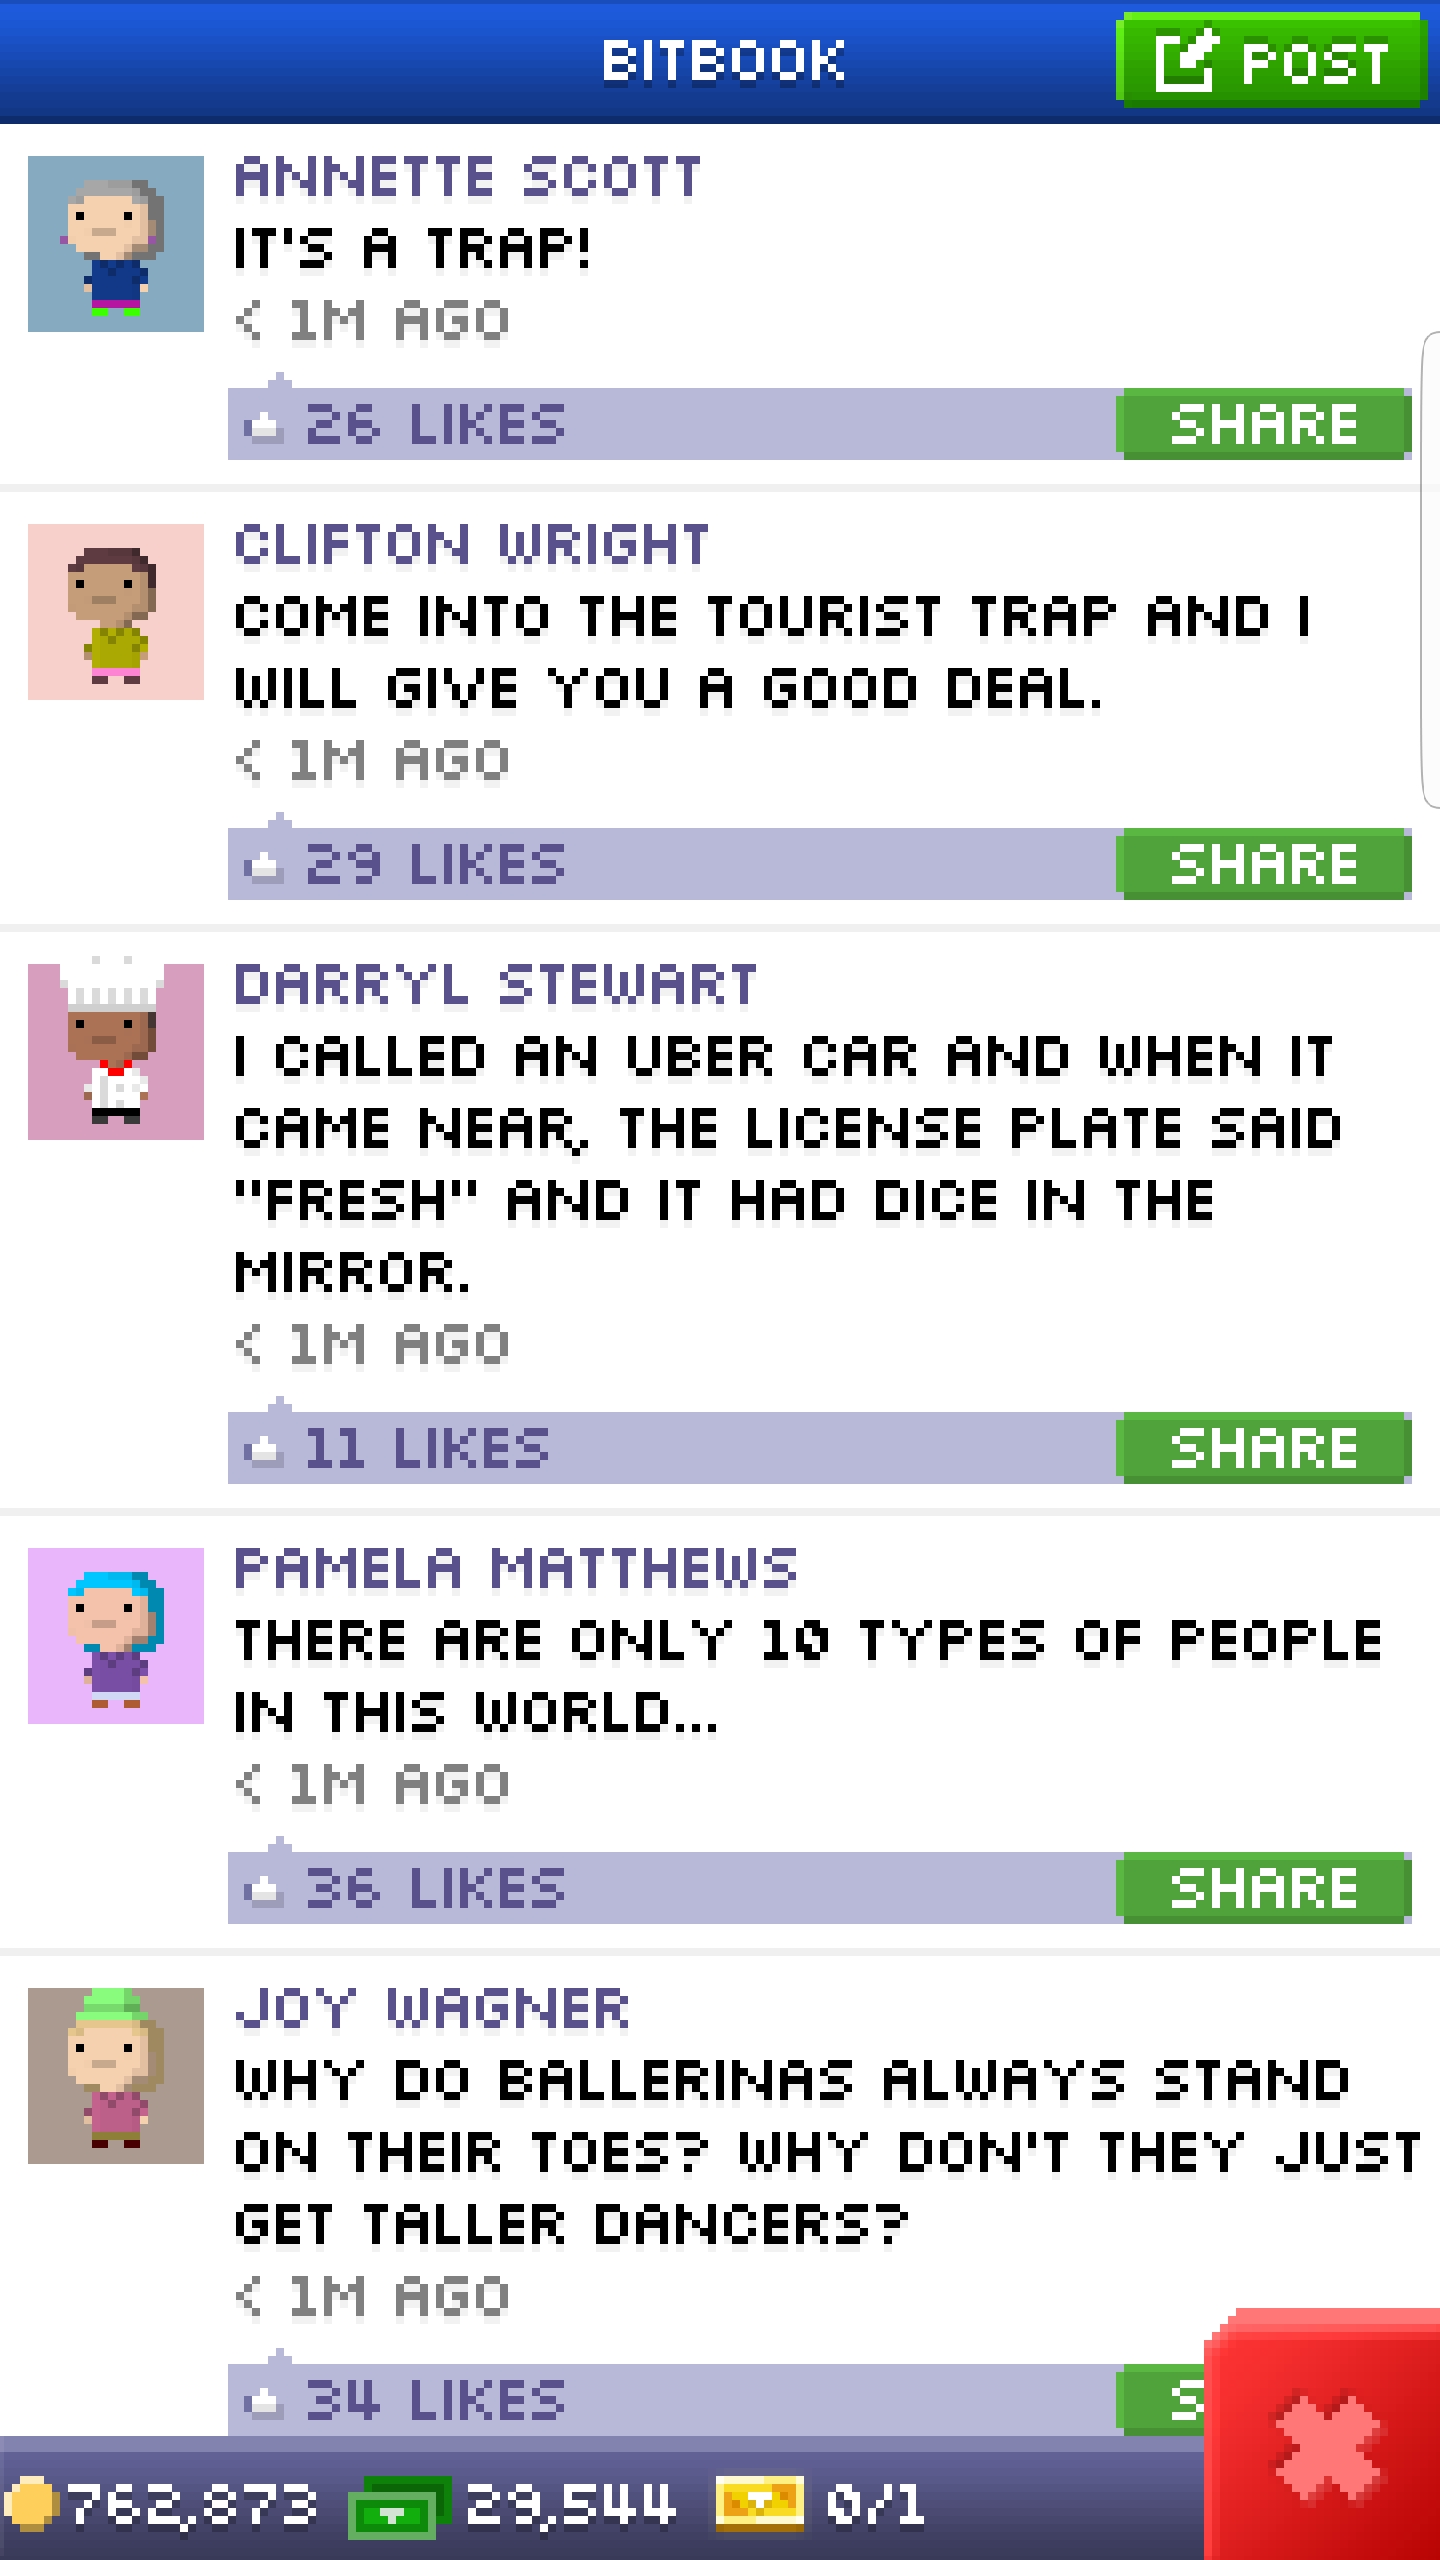 BITBOOK
POST
ANNETTE SCOTT
IT'S A TRAP!
< 1M AGO
26 LIKES
SHARE
CLIFTON WRIGHT
COME INTO THE TOURIST TRAP AND I
WILL GIVE YOU A GOOD DEAL.
< 1M AGO
29 LIKES
SHARE
DARRYL STEWART
I CALLED AN UBER CAR AND WHEN IT
CAME NEAR, THE LICENSE PLATE SAID
"FRESH" AND IT HAD DICE IN THE
MIRROR.
< 1M AGO
11 LIKES
SHARE
PAMELA MATTHEWS
THERE ARE ONLY 10 TYPES OF PEOPLE
IN THIS WORLD...
< 1M AGO
36 LIKES
SHARE
JOY WAGNER
WHY DO BALLERINAS ALWAYS STAND
ON THEIR TOES? WHY DON'T THEY JUST
GET TALLER DANCERS?
< 1M AGO
34 LIKES
S
762,873 29,544 0/1